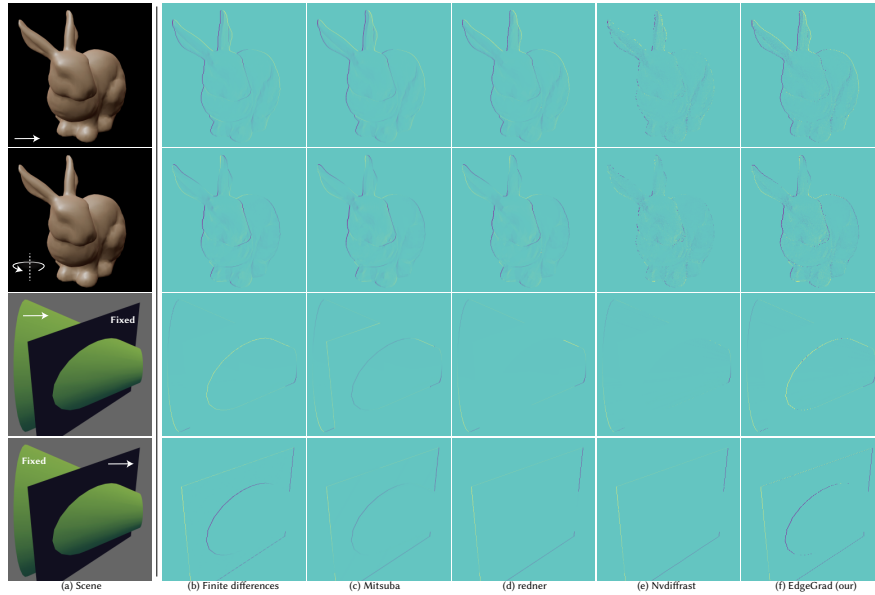 Fixed
Fixed
(a) Scene
(b) Finite differences
(c) Mitsuba
(d) redner
(e) Nvdiffrast
(f) EdgeGrad (our)